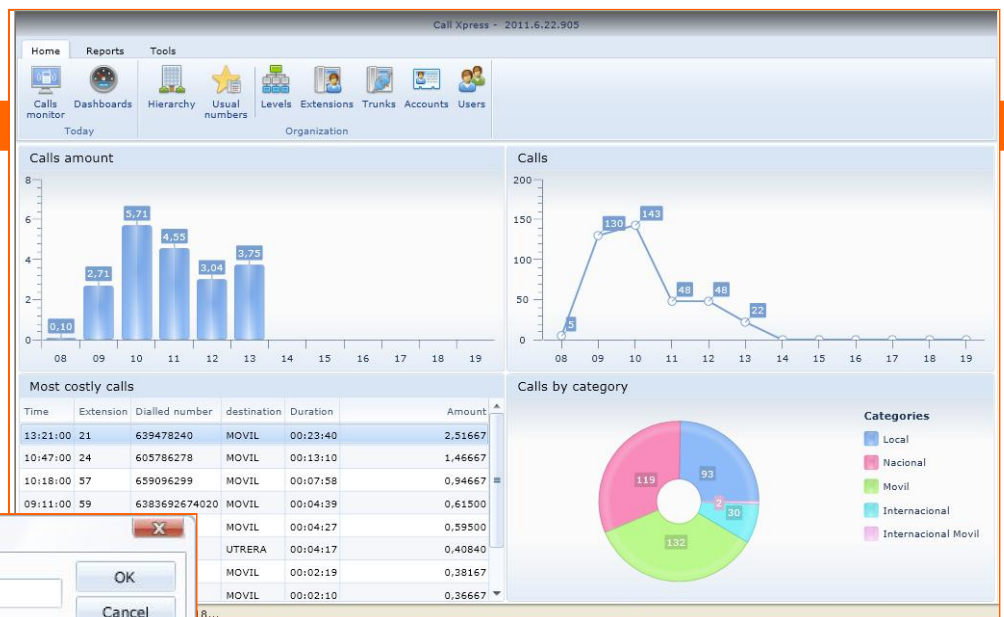 Call Xpress - 2011.6.22.905
Home Reports Tools
Calls monitor Dashboards Hierarchy Usual numbers Levels Extensions Trunks Accounts Users
Today Organization
Calls amount
8
6
4
2
0
0,10 2,71 5,71 4,55 3,04 3,75
08 09 10 11 12 13 14 15 16 17 18 19
Calls
200
150
100
50
0
5 130 143 48 48 22
08 09 10 11 12 13 14 15 16 17 18 19
Most costly calls
Time Extension Dialled number destination Duration Amount
13:21:00 21 639478240 MOVIL 00:23:40 2,51667
10:47:00 24 605786278 MOVIL 00:13:10 1,46667
10:18:00 57 659096299 MOVIL 00:07:58 0,94667
09:11:00 59 6383692674020 MOVIL 00:04:39 0,61500
MOVIL 00:04:27 0,59500
UTRERA 00:04:17 0,40840
MOVIL 00:02:19 0,38167
MOVIL 00:02:10 0,36667
Calls by category
119 93 2 30 132
Categories
Local
Nacional
Movil
Internacional
Internacional Movil
OK
Cancel
8...